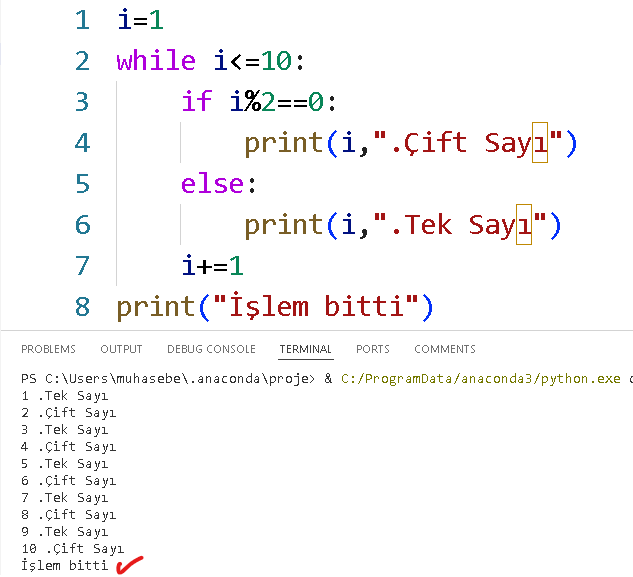 1 i=1
2 while i<=10:
3     if i%2==0:
4         print(i,".Çift Sayı")
5     else:
6         print(i,".Tek Sayı")
7     i+=1
8 print("İşlem bitti")
PROBLEMS OUTPUT DEBUG CONSOLE TERMINAL PORTS COMMENTS
PS C:\Users\muhasebe\.anaconda\proje> & C:/ProgramData/anaconda3/python.exe
1 .Tek Sayı
2 .Çift Sayı
3 .Tek Sayı
4 .Çift Sayı
5 .Tek Sayı
6 .Çift Sayı
7 .Tek Sayı
8 .Çift Sayı
9 .Tek Sayı
10 .Çift Sayı
İşlem bitti